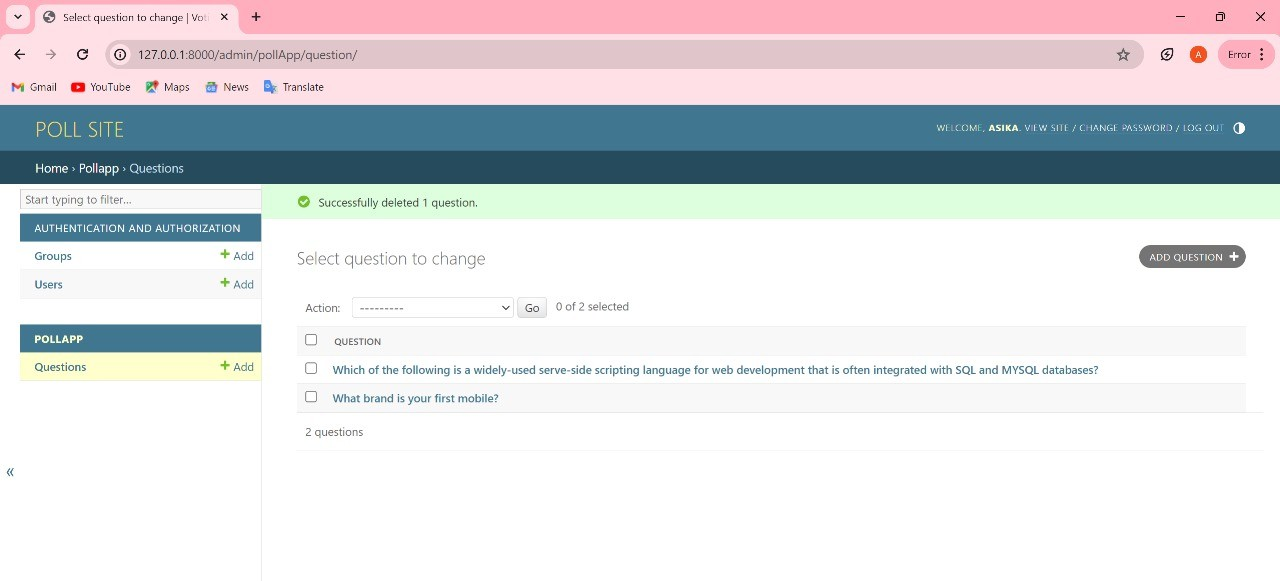 Select question to change | Vot
127.0.0.1:8000/admin/pollApp/question/
A
Error
Gmail YouTube Maps News Translate
POLL SITE
WELCOME, ASIKA. VIEW SITE / CHANGE PASSWORD / LOG OUT
Home › Pollapp › Questions
Start typing to filter...
AUTHENTICATION AND AUTHORIZATION
Groups + Add
Users + Add
POLLAPP
Questions + Add
«
Successfully deleted 1 question.
Select question to change
ADD QUESTION +
Action: --------- Go 0 of 2 selected
QUESTION
Which of the following is a widely-used serve-side scripting language for web development that is often integrated with SQL and MYSQL databases?
What brand is your first mobile?
2 questions